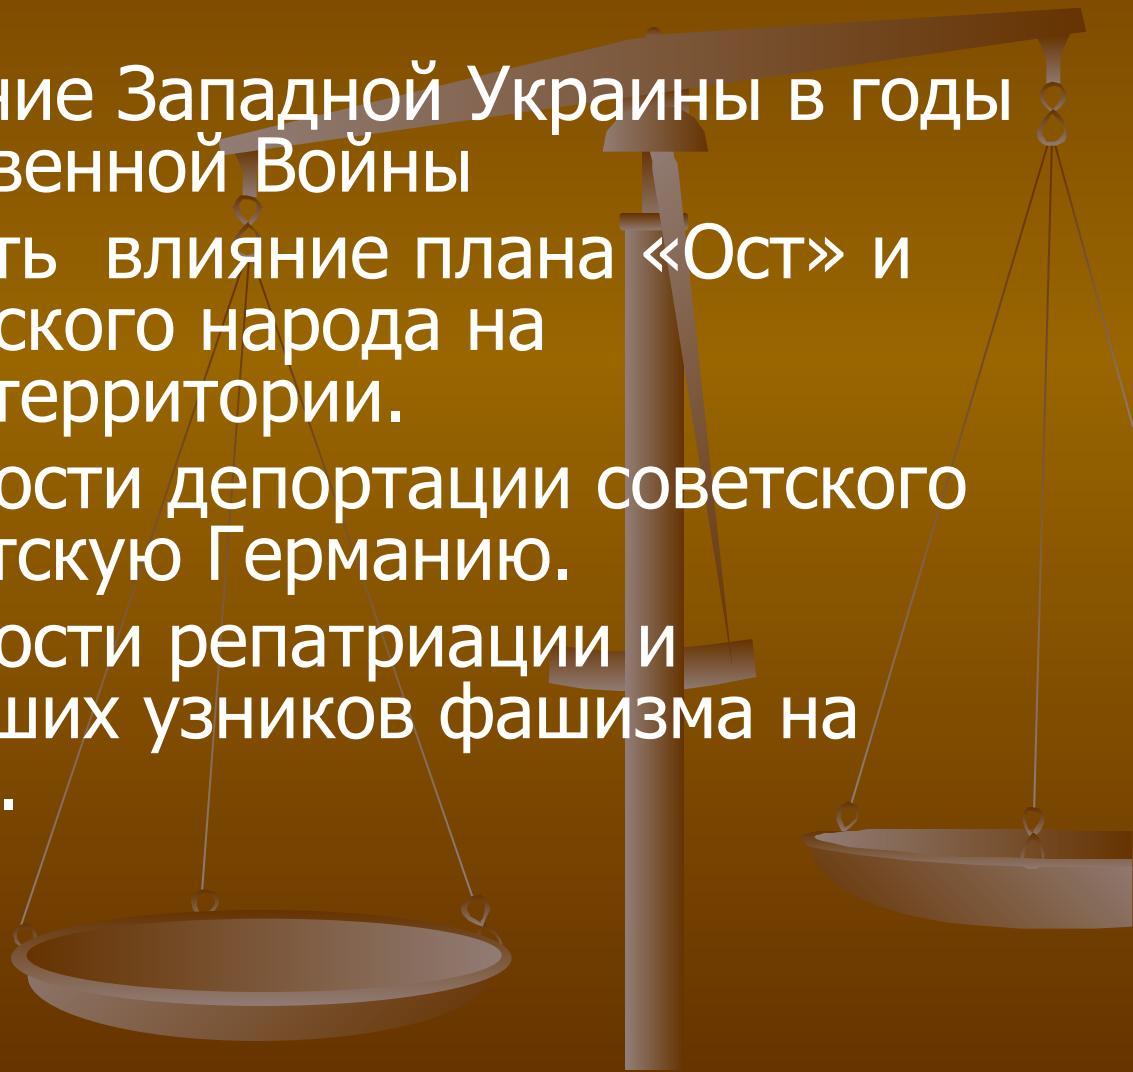 ние Западной Украины в годы
венной Войны
ть влияние плана «Ост» и
ского народа на
территории.
ости депортации советского
тскую Германию.
ости репатриации и
ших узников фашизма на
.